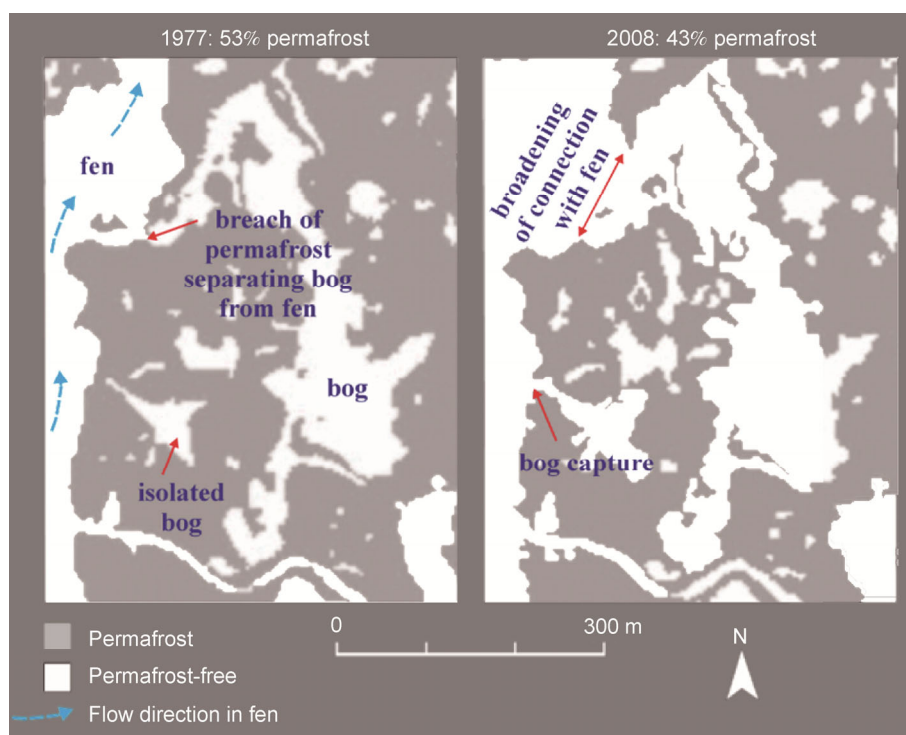 1977: 53% permafrost
2008: 43% permafrost
fen
breach of
permafrost
separating bog
from fen
bog
isolated
bog
broadening
of connection
with fen
bog capture
Permafrost
Permafrost-free
Flow direction in fen
0
300 m
N